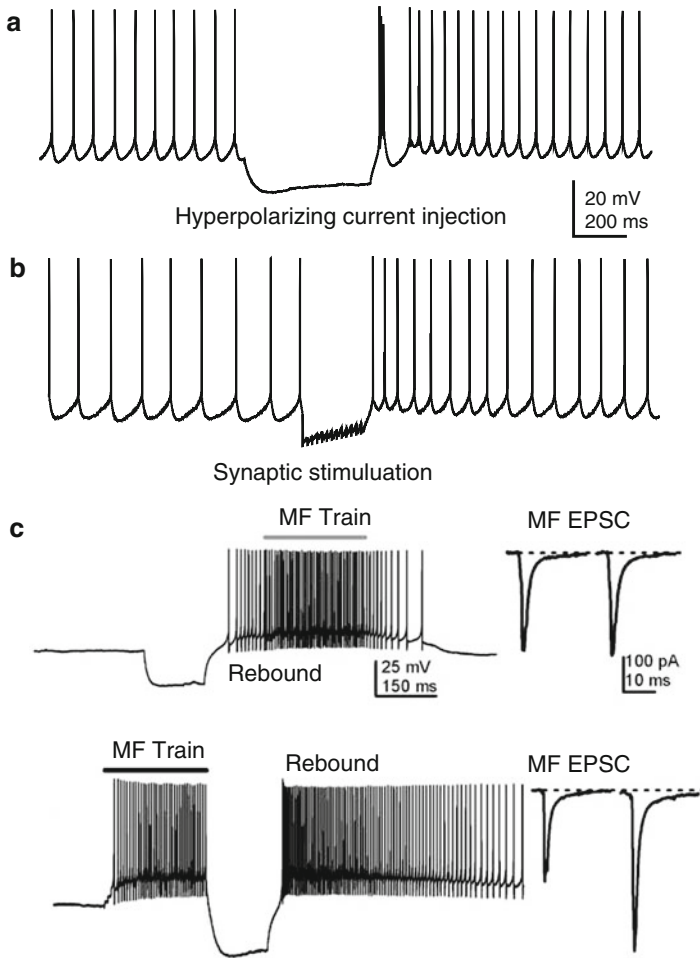 a
Hyperpolarizing current injection
20 mV
200 ms
b
Synaptic stimuluation
c
MF Train
MF EPSC
Rebound
25 mV
150 ms
100 pA
10 ms
MF Train
Rebound
MF EPSC